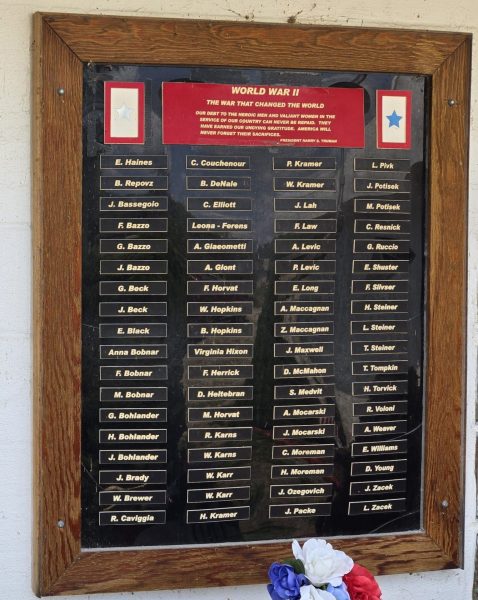 WORLD WAR II
THE WAR THAT CHANGED THE WORLD
OUR DEBT TO THE HEROIC MEN AND VALIANT WOMEN IN THE
SERVICE OF OUR COUNTRY CAN NEVER BE REPAID. THEY
HAVE EARNED OUR UNDYING GRATITUDE. AMERICA WILL
NEVER FORGET THEIR SACRIFICES.
PRESIDENT HARRY S. TRUMAN
E. Haines
B. Repovz
J. Bassegoio
F. Bazzo
G. Bazzo
J. Bazzo
G. Beck
J. Beck
E. Black
Anna Bobnar
F. Bobnar
M. Bobnar
G. Bohlander
H. Bohlander
J. Bohlander
J. Brady
W. Brewer
R. Caviggia
C. Couchenour
B. DeNale
C. Elliott
Leona - Ferens
A. Giaeometti
A. Giont
F. Horvat
W. Hopkins
B. Hopkins
Virginia Hixon
F. Herrick
D. Heltebran
M. Horvat
R. Karns
W. Karns
W. Karr
W. Karr
H. Kramer
P. Kramer
W. Kramer
J. Lah
F. Law
A. Levic
P. Levic
E. Long
A. Maccagnan
Z. Maccagnan
J. Maxwell
D. McMahon
S. Medvit
A. Mocarski
J. Mocarski
C. Moreman
H. Moreman
J. Ozegovich
J. Packe
L. Pivk
J. Potisek
M. Potisek
C. Resnick
G. Ruccie
E. Shuster
F. Slivser
H. Steiner
L. Steiner
T. Steiner
T. Tompkin
H. Torvick
R. Voloni
A. Weaver
E. Williams
D. Young
J. Zacek
L. Zacek